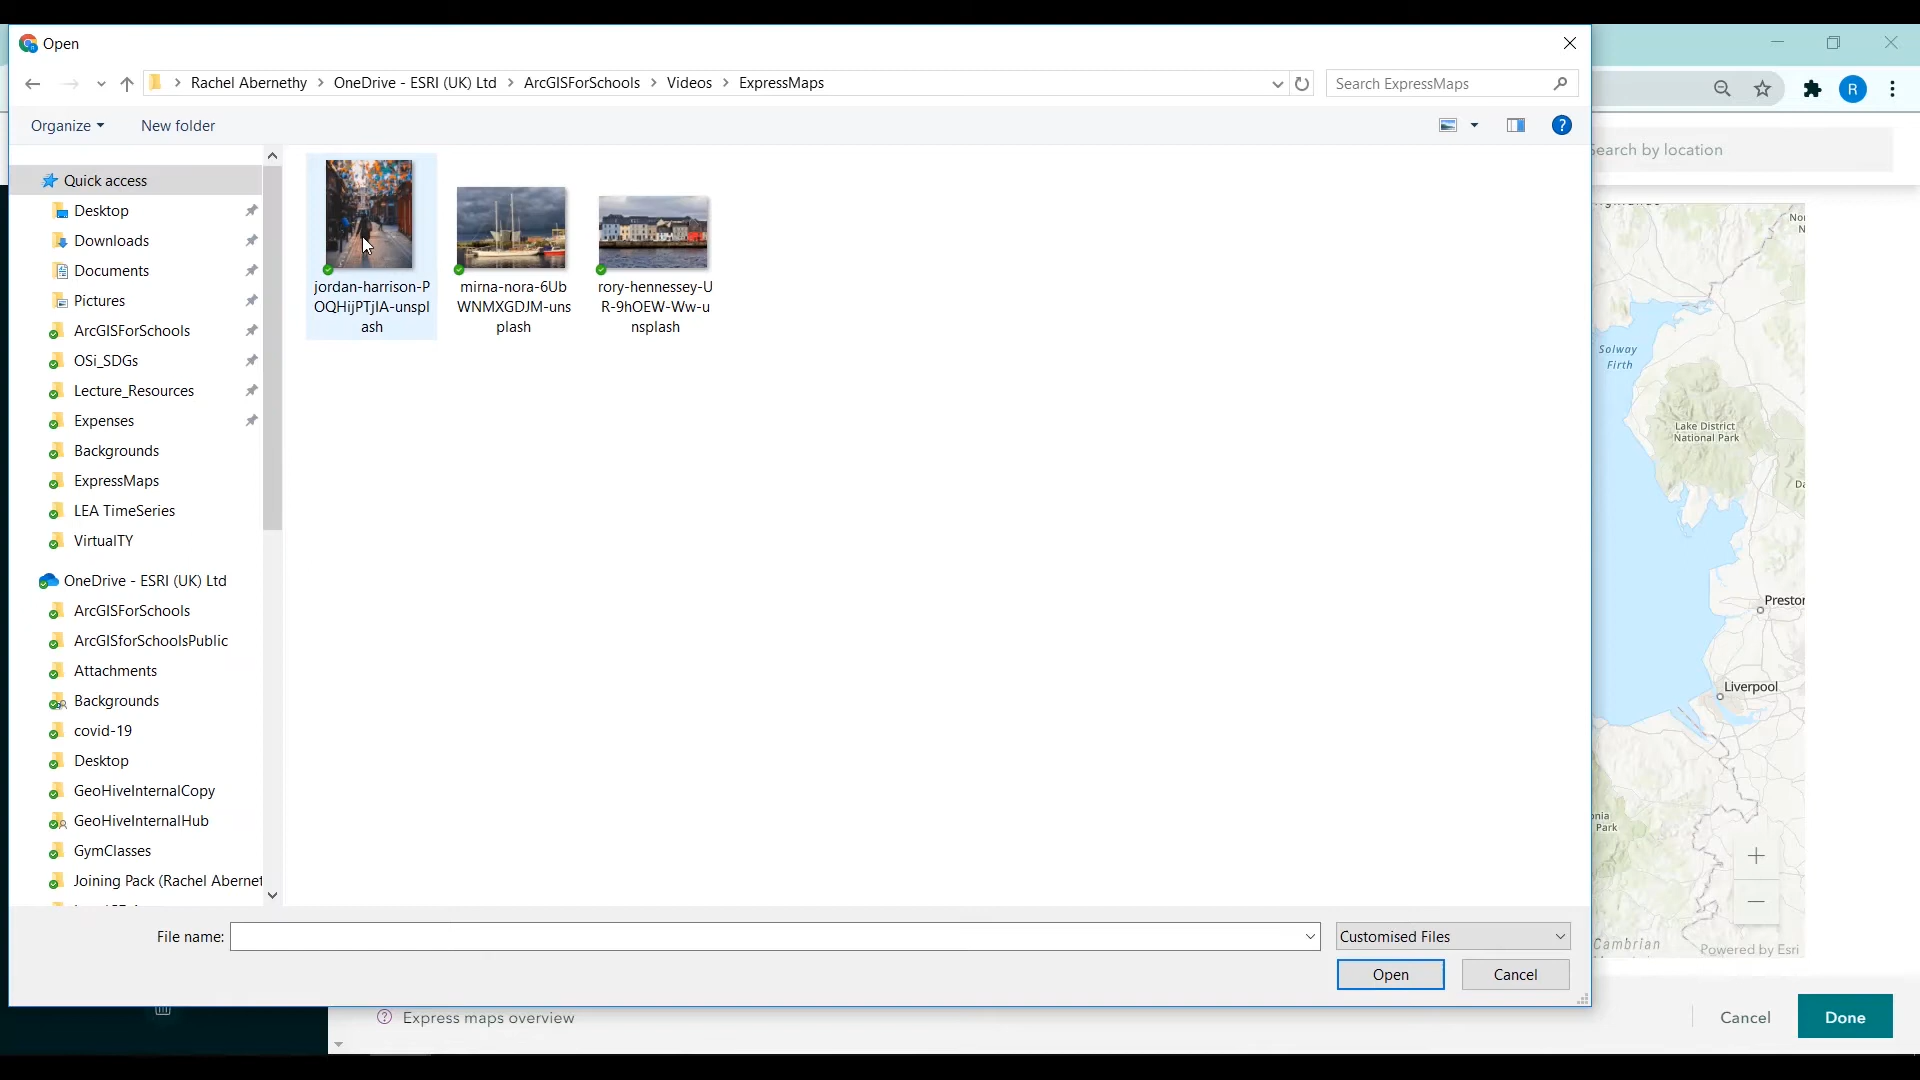 Open
Rachel Abernethy > OneDrive - ESRI (UK) Ltd > ArcGISForSchools > Videos > ExpressMaps
Search ExpressMaps
R
Organize
New folder
?
Search by location
Quick access
Desktop
Downloads
Documents
Pictures
ArcGISForSchools
OSi_SDGs
Lecture_Resources
Expenses
Backgrounds
ExpressMaps
LEA TimeSeries
VirtualTY
OneDrive - ESRI (UK) Ltd
ArcGISForSchools
ArcGISforSchoolsPublic
Attachments
Backgrounds
covid-19
Desktop
GeoHiveInternalCopy
GeoHiveInternalHub
GymClasses
Joining Pack (Rachel Abernet
jordan-harrison-P
OQHijPTjIA-unspl
ash
mirna-nora-6Ub
WNMXGDJM-uns
plash
rory-hennessey-U
R-9hOEW-Ww-u
nsplash
Solway
Firth
Lake District
National Park
Preston
Liverpool
Park
Cambrian
Powered by Esri
File name:
Customised Files
Open
Cancel
Express maps overview
Cancel
Done